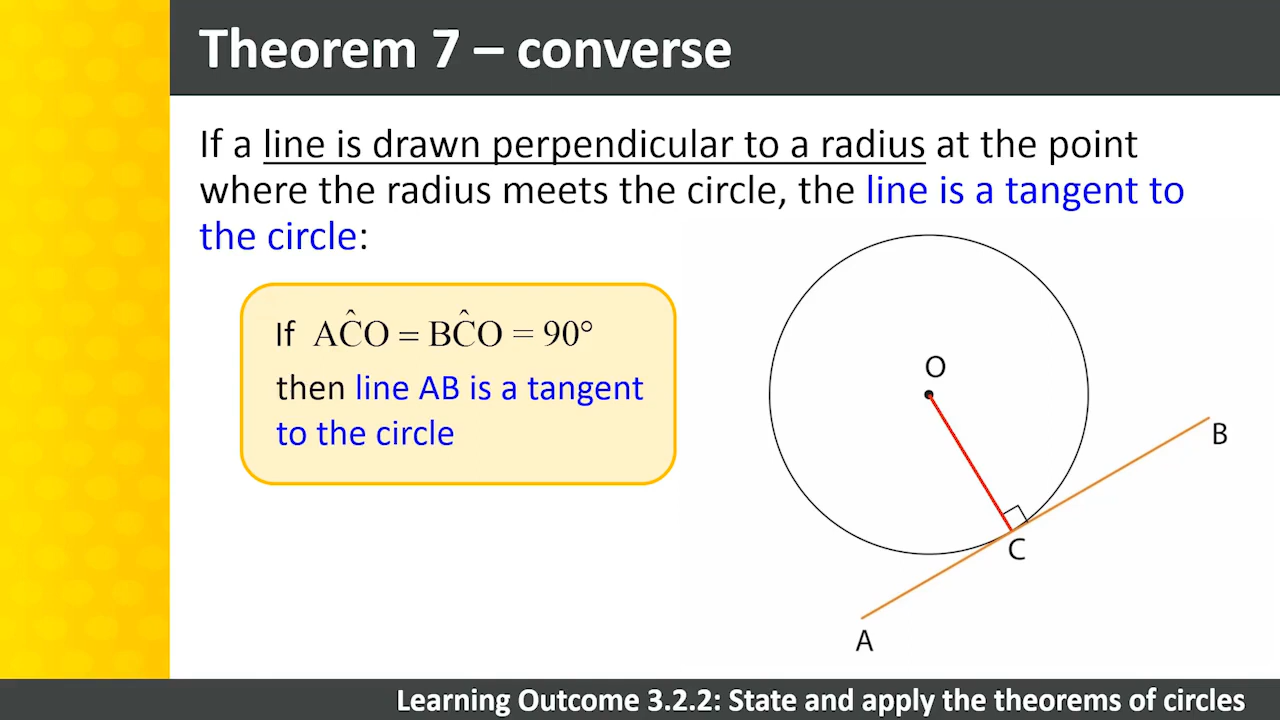 Theorem 7 – converse
If a line is drawn perpendicular to a radius at the point
where the radius meets the circle, the line is a tangent to
the circle:
If AĈO = BĈO = 90°
then line AB is a tangent
to the circle
O
B
C
A
Learning Outcome 3.2.2: State and apply the theorems of circles